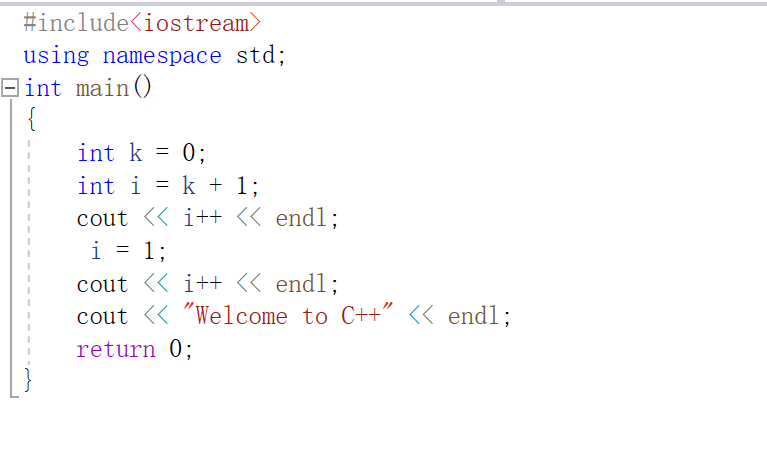 #include<iostream>
using namespace std;
int main()
{
int k = 0;
int i = k + 1;
cout << i++ << endl;
i = 1;
cout << i++ << endl;
cout << "Welcome to C++" << endl;
return 0;
}